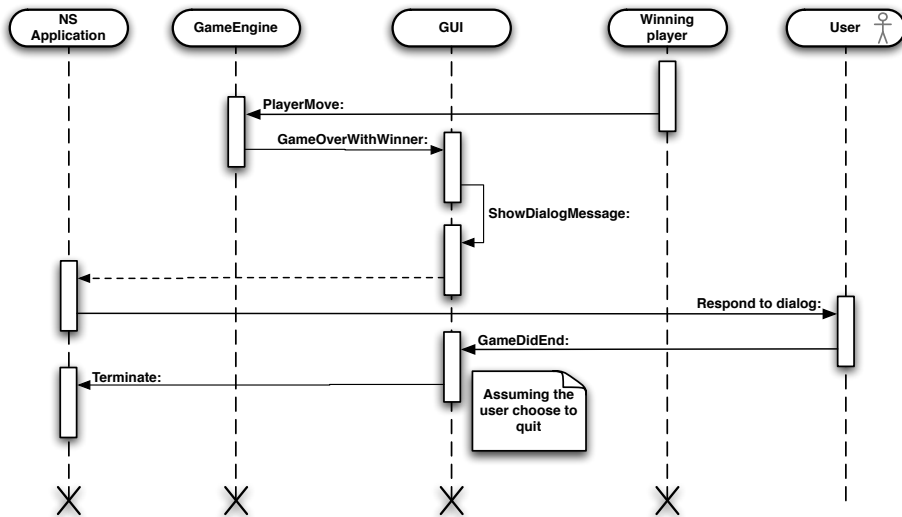 NS
Application
GameEngine
GUI
Winning
player
User
PlayerMove:
GameOverWithWinner:
ShowDialogMessage:
Respond to dialog:
GameDidEnd:
Terminate:
Assuming the
user choose to
quit